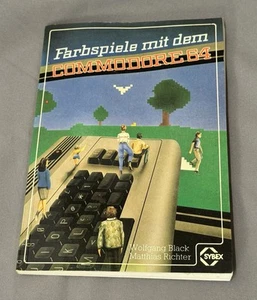 Farbspiele mit dem
COMMODORE 64
Wolfgang Black
Matthias Richter
SYBEX